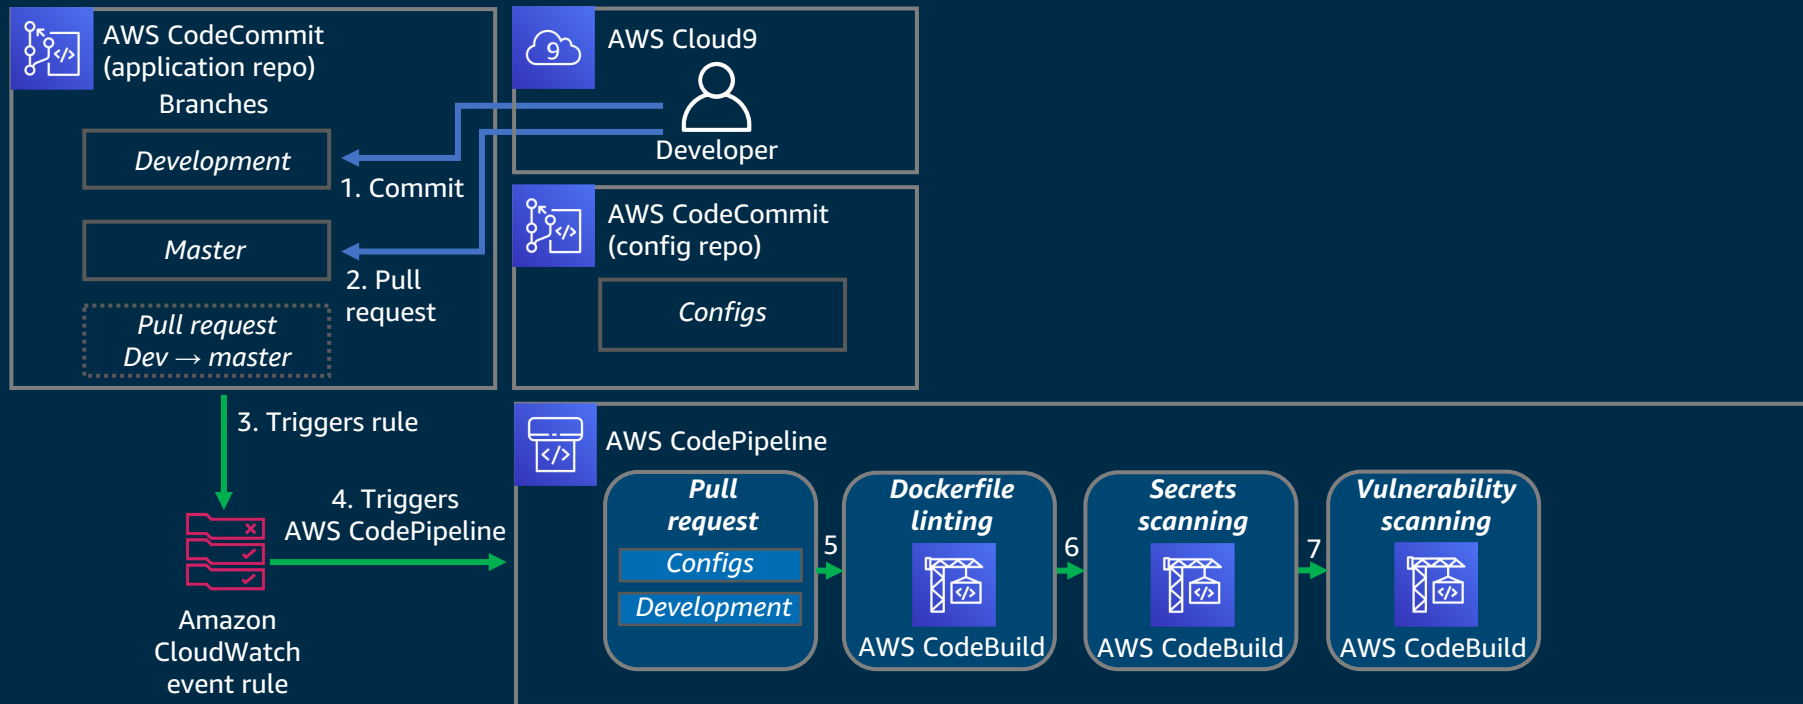 AWS CodeCommit
(application repo)
Branches
Development
Master
Pull request
Dev → master
9
AWS Cloud9
Developer
1. Commit
2. Pull
request
</>
AWS CodeCommit
(config repo)
</>
Configs
3. Triggers rule
4. Triggers
AWS CodePipeline
Amazon
CloudWatch
event rule
</>
AWS CodePipeline
Pull
request
Configs
Development
5
Dockerfile
linting
</>
AWS CodeBuild
6
Secrets
scanning
</>
AWS CodeBuild
7
Vulnerability
scanning
</>
AWS CodeBuild